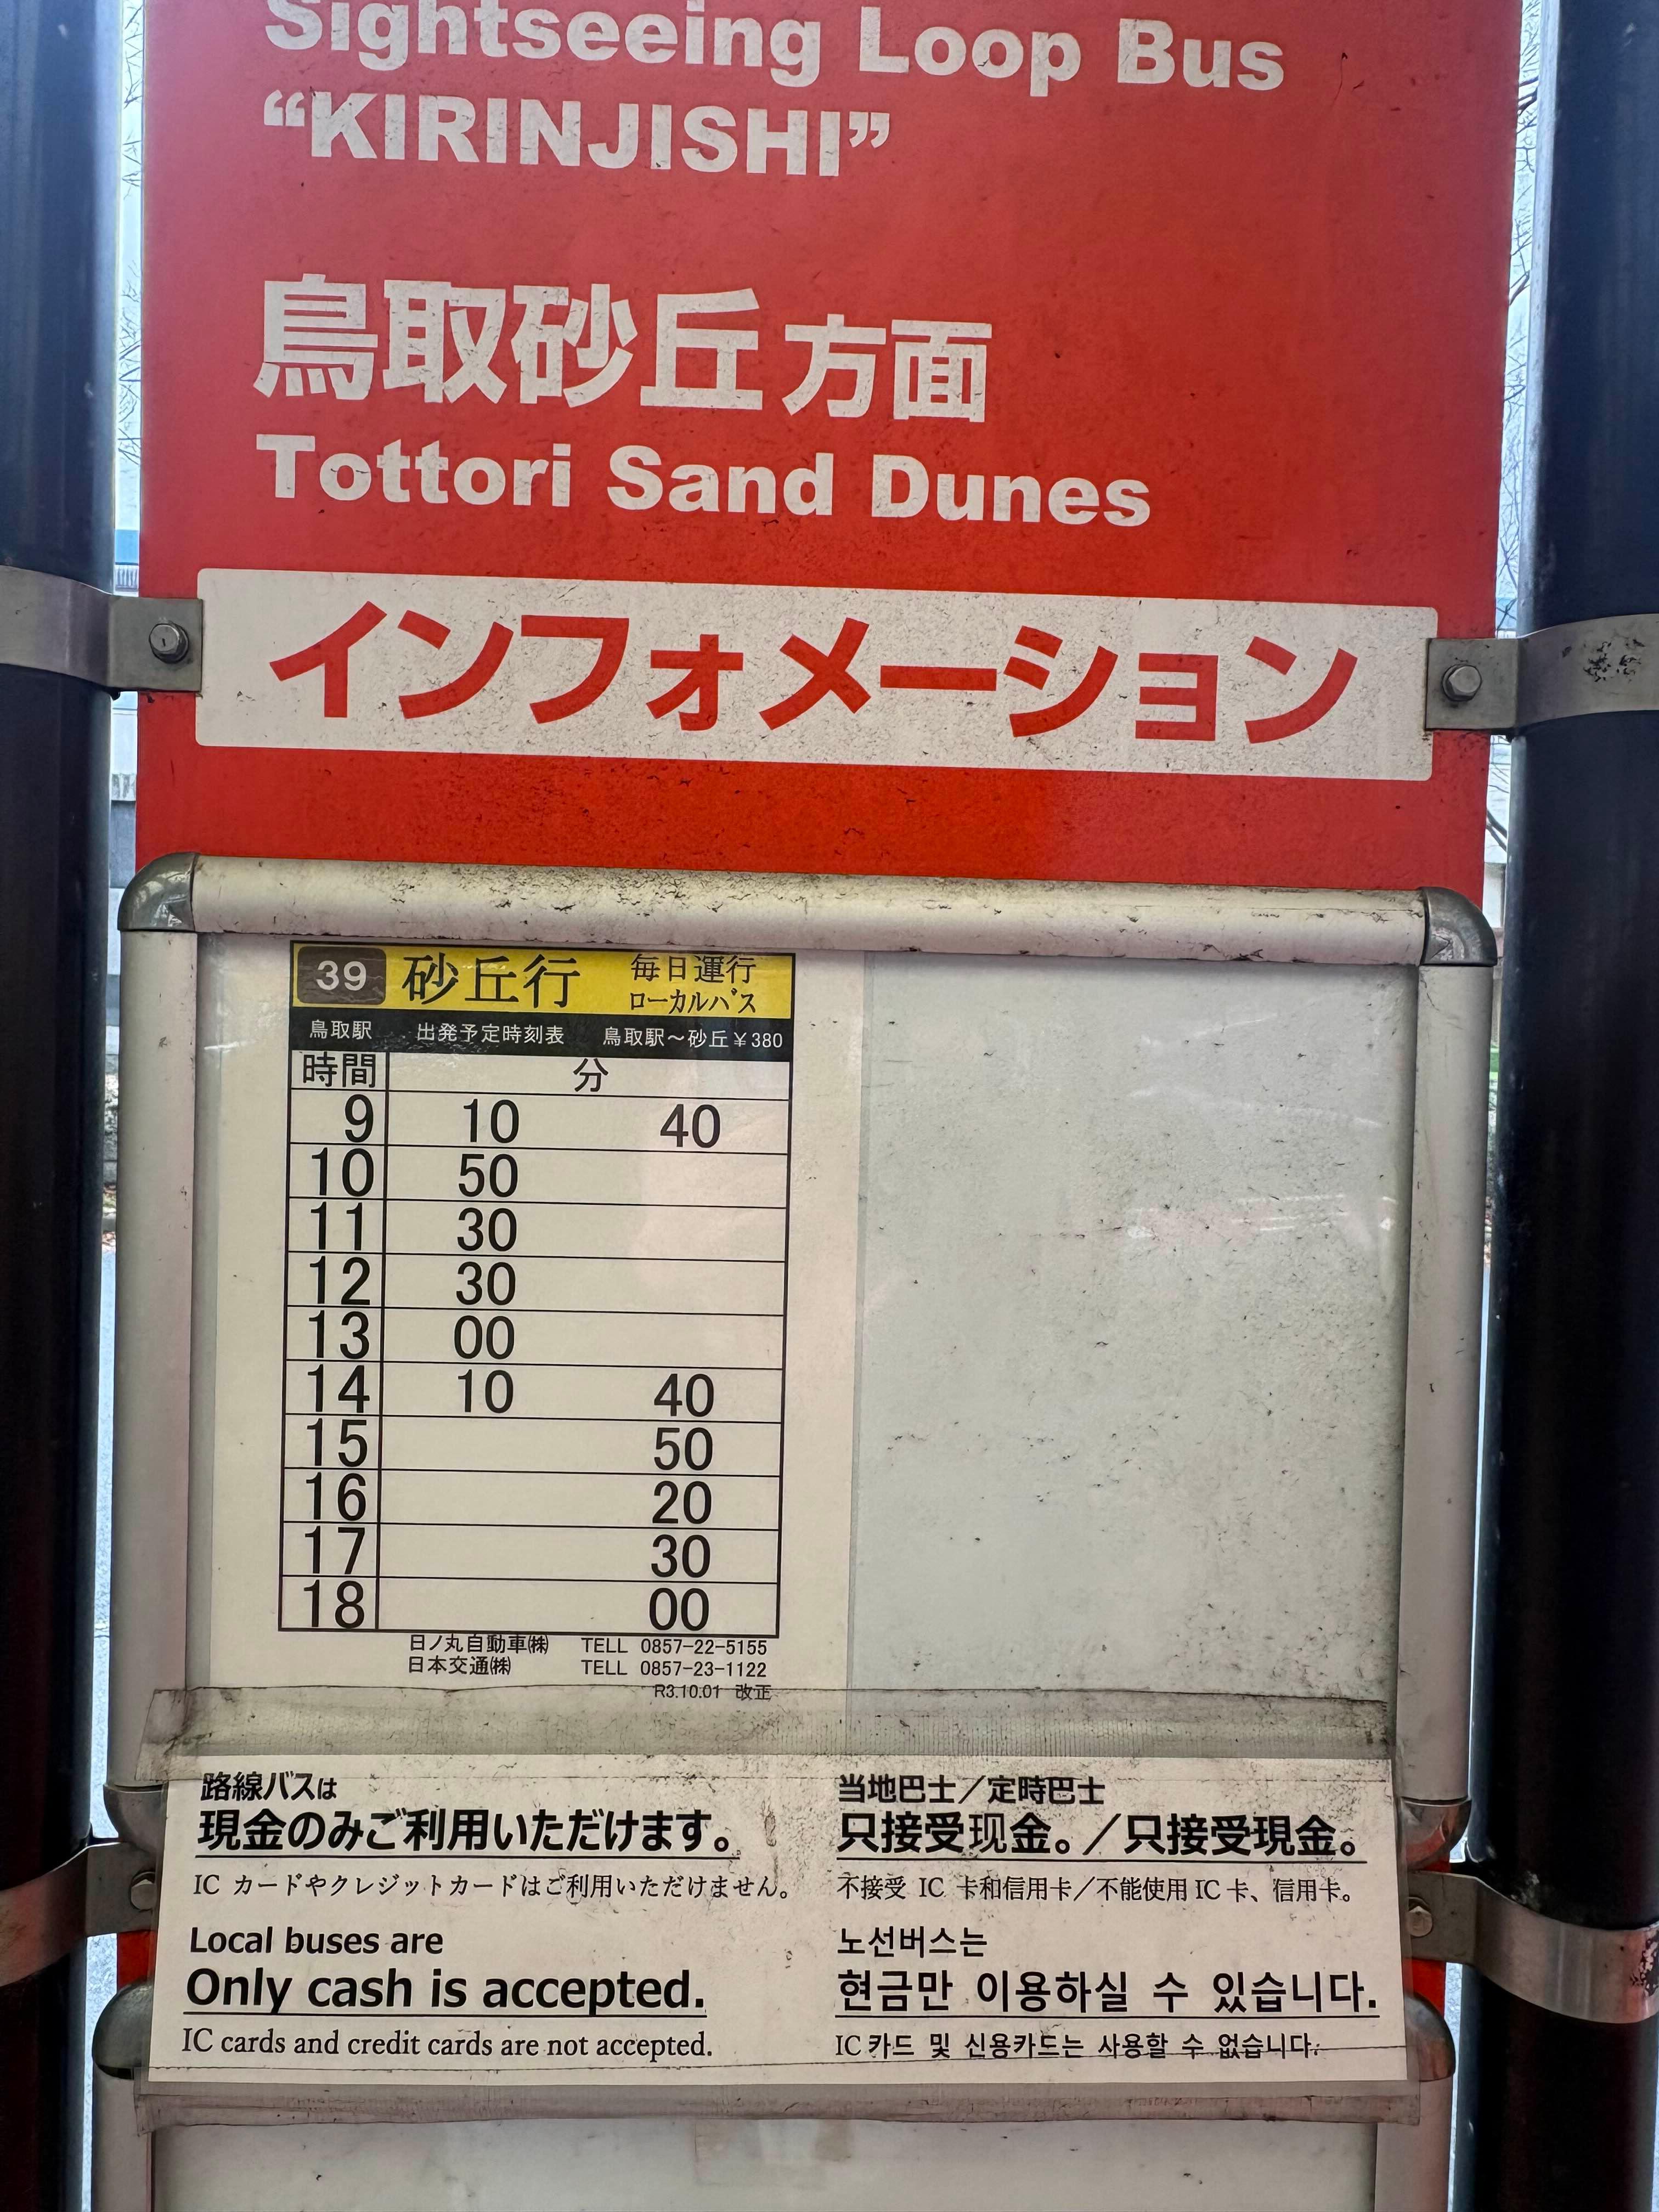 Sightseeing Loop Bus
“KIRINJISHI”
鳥取砂丘方面
Tottori Sand Dunes
インフォメーション
39 砂丘行 毎日運行
ローカルバス
鳥取駅 出発予定時刻表 鳥取駅～砂丘￥380
時間 分
9 10 40
10 50
11 30
12 30
13 00
14 10 40
15 50
16 20
17 30
18 00
日ノ丸自動車㈱ TELL 0857-22-5155
日本交通㈱ TELL 0857-23-1122
R3.10.01 改正
路線バスは
現金のみご利用いただけます。
IC カードやクレジットカードはご利用いただけません。
Local buses are
Only cash is accepted.
IC cards and credit cards are not accepted.
当地巴士／定時巴士
只接受现金。／只接受現金。
不接受 IC 卡和信用卡／不能使用 IC 卡、信用卡。
노선버스는
현금만 이용하실 수 있습니다.
IC 카드 및 신용카드는 사용할 수 없습니다.